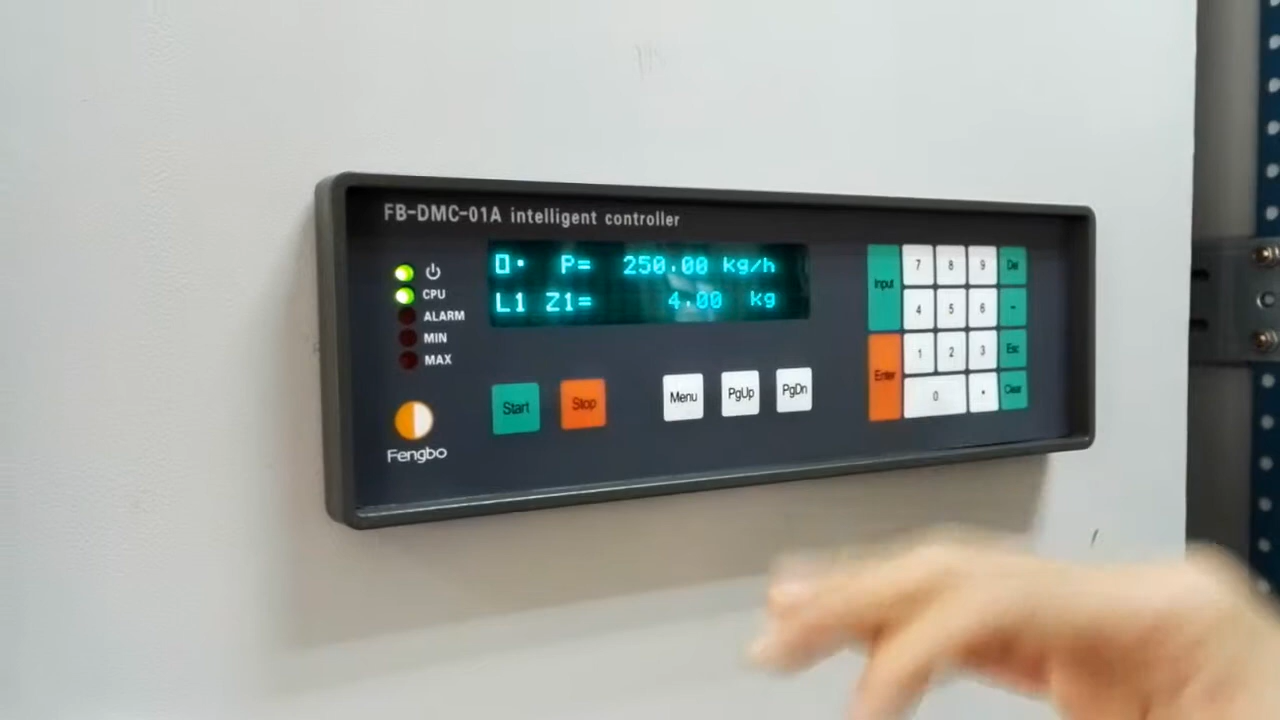 FB-DMC-01A intelligent controller
P= 250.00 kg/h
L1 Z1= 4.00 kg
CPU
ALARM
MIN
MAX
Fengbo
Start
Stop
Menu
PgUp
PgDn
Input
7 8 9 Del
4 5 6 -
Enter
1 2 3 Esc
0 . Clear